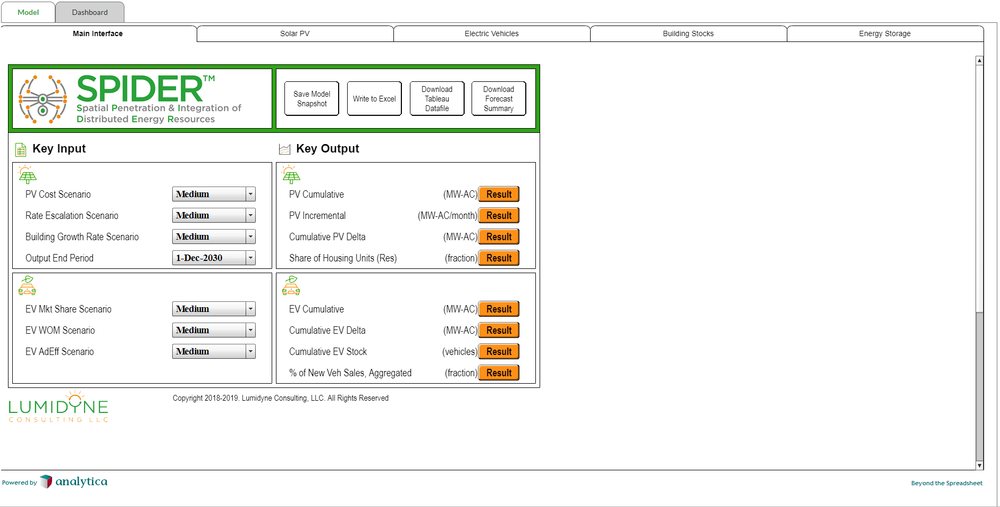 Model
Dashboard
Main Interface
Solar PV
Electric Vehicles
Building Stocks
Energy Storage
SPIDER™
Spatial Penetration & Integration of
Distributed Energy Resources
Save Model
Snapshot
Write to Excel
Download
Tableau
Datafile
Download
Forecast
Summary
Key Input
Key Output
PV Cost Scenario Medium
Rate Escalation Scenario Medium
Building Growth Rate Scenario Medium
Output End Period 1-Dec-2030
PV Cumulative (MW-AC) Result
PV Incremental (MW-AC/month) Result
Cumulative PV Delta (MW-AC) Result
Share of Housing Units (Res) (fraction) Result
EV Mkt Share Scenario Medium
EV WOM Scenario Medium
EV AdEff Scenario Medium
EV Cumulative (MW-AC) Result
Cumulative EV Delta (MW-AC) Result
Cumulative EV Stock (vehicles) Result
% of New Veh Sales, Aggregated (fraction) Result
LUMIDYNE
CONSULTING LLC
Copyright 2018-2019. Lumidyne Consulting, LLC. All Rights Reserved
Powered by analytica
Beyond the Spreadsheet